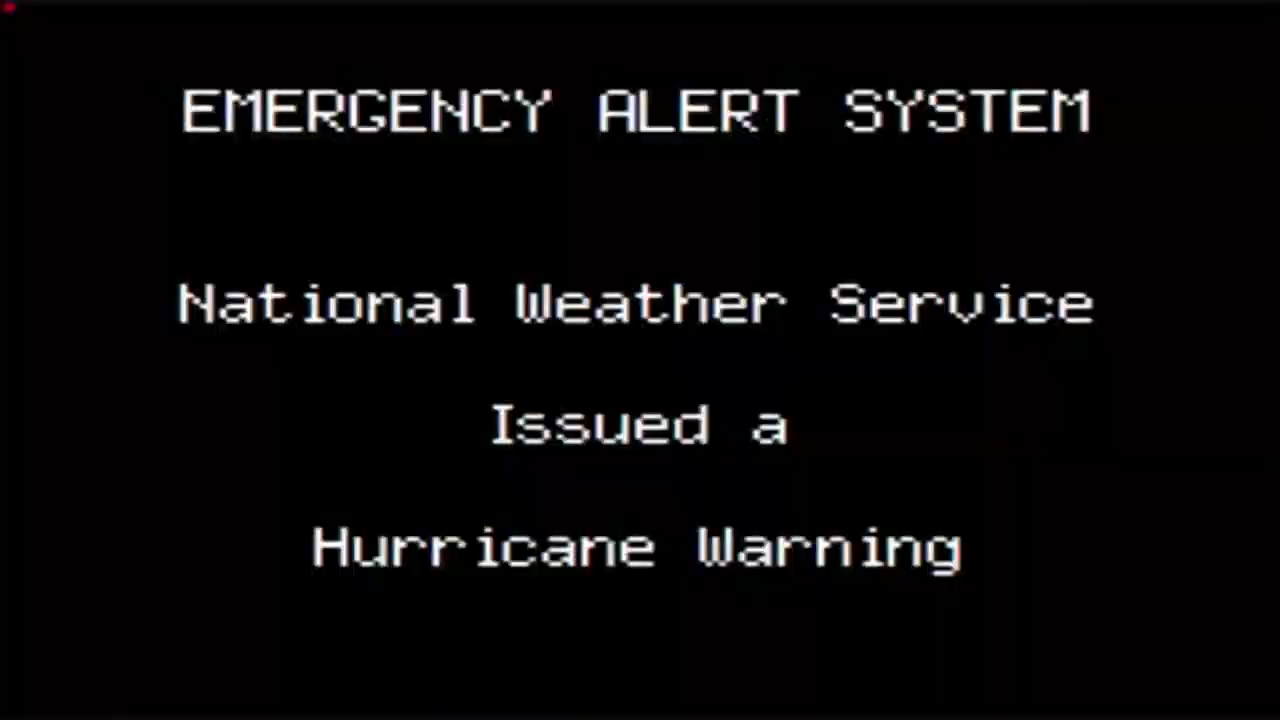 EMERGENCY ALERT SYSTEM
National Weather Service
Issued a
Hurricane Warning